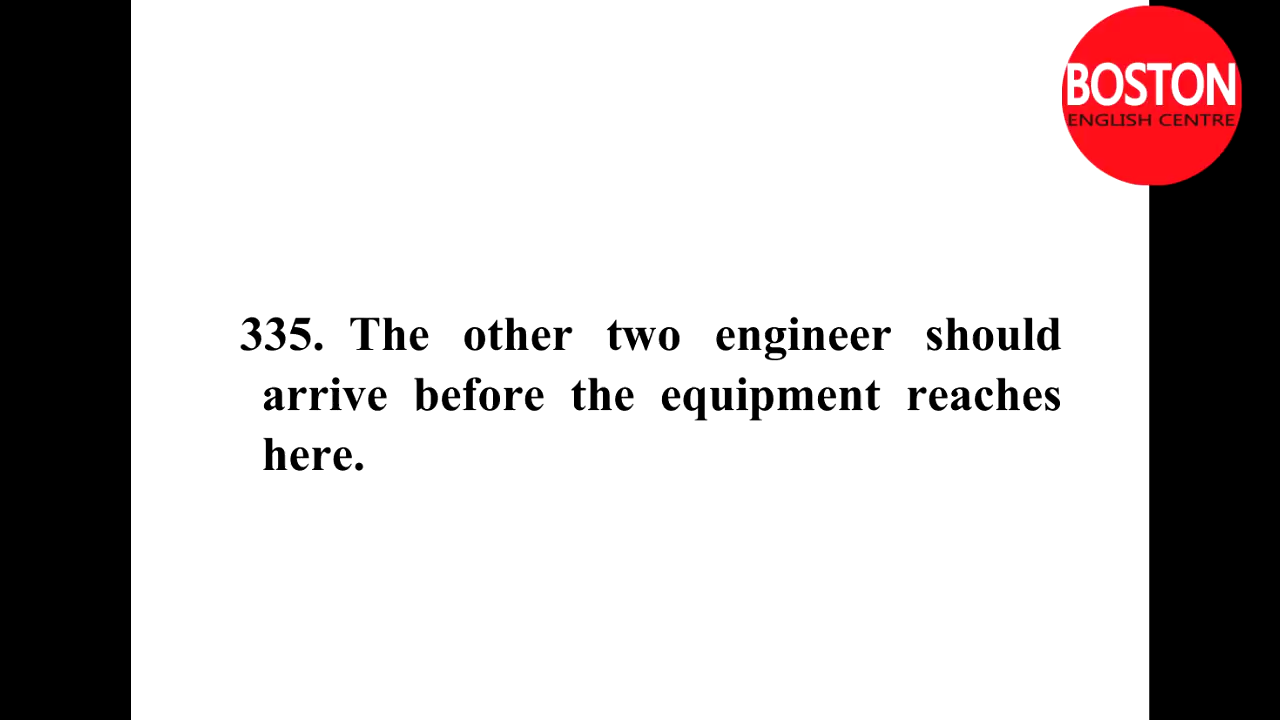 BOSTON
ENGLISH CENTRE
335. The other two engineer should
arrive before the equipment reaches
here.